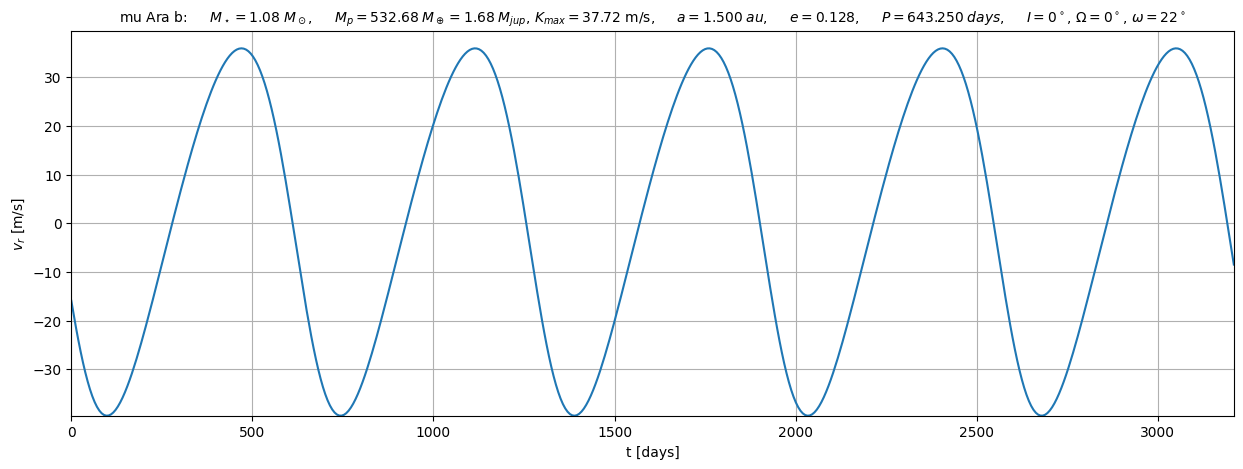 mu Ara b: M⋆ = 1.08 M⊙, Mp = 532.68 M⊕ = 1.68 Mjup, Kmax = 37.72 m/s, a = 1.500 au, e = 0.128, P = 643.250 days, I = 0°, Ω = 0°, ω = 22°
30
20
10
0
−10
−20
−30
vr [m/s]
0 500 1000 1500 2000 2500 3000
t [days]